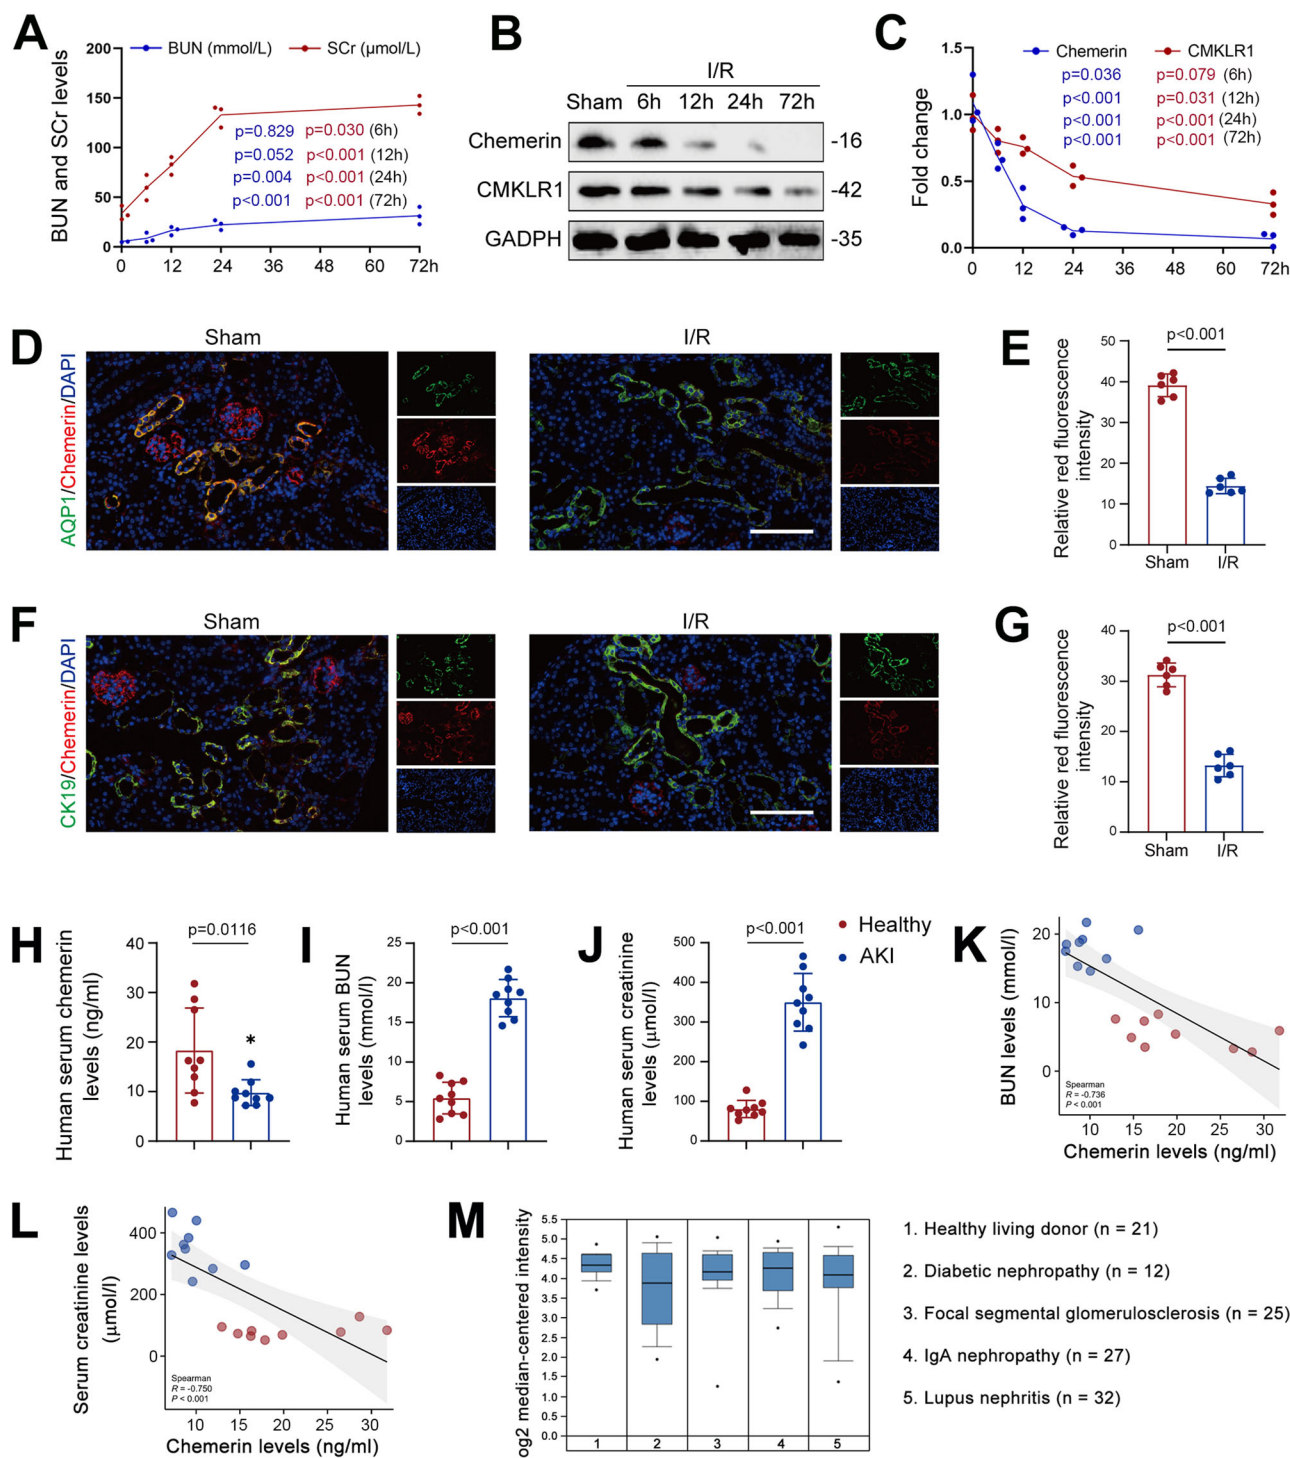 A
BUN (mmol/L) SCr (μmol/L)
BUN and SCr levels
200
150
100
50
0
p=0.829 p=0.030 (6h)
p=0.052 p<0.001 (12h)
p=0.004 p<0.001 (24h)
p<0.001 p<0.001 (72h)
0 12 24 36 48 60 72h
B
I/R
Sham 6h 12h 24h 72h
Chemerin -16
CMKLR1 -42
GADPH -35
C
Chemerin CMKLR1
Fold change
1.5
1.0
0.5
0.0
p=0.036 p=0.079 (6h)
p<0.001 p=0.031 (12h)
p<0.001 p<0.001 (24h)
p<0.001 p<0.001 (72h)
0 12 24 36 48 60 72h
D
Sham I/R
AQP1/Chemerin/DAPI
E
p<0.001
Relative red fluorescence
intensity
50
40
30
20
10
0
Sham I/R
F
Sham I/R
CK19/Chemerin/DAPI
G
p<0.001
Relative red fluorescence
intensity
40
30
20
10
0
Sham I/R
H
p=0.0116
Human serum chemerin
levels (ng/ml)
40
30
20
10
0
*
I
p<0.001
Human serum BUN
levels (mmol/l)
25
20
15
10
5
0
J
p<0.001
Human serum creatinine
levels (μmol/l)
500
400
300
200
100
0
Healthy
AKI
K
BUN levels (mmol/l)
20
10
0
Spearman
R = -0.736
P < 0.001
10 15 20 25 30
Chemerin levels (ng/ml)
L
Serum creatinine levels
(μmol/l)
400
200
0
Spearman
R = -0.750
P < 0.001
10 15 20 25 30
Chemerin levels (ng/ml)
M
og2 median-centered intensity
5.5
5.0
4.5
4.0
3.5
3.0
2.5
2.0
1.5
1.0
0.5
0.0
1 2 3 4 5
1. Healthy living donor (n = 21)
2. Diabetic nephropathy (n = 12)
3. Focal segmental glomerulosclerosis (n = 25)
4. IgA nephropathy (n = 27)
5. Lupus nephritis (n = 32)